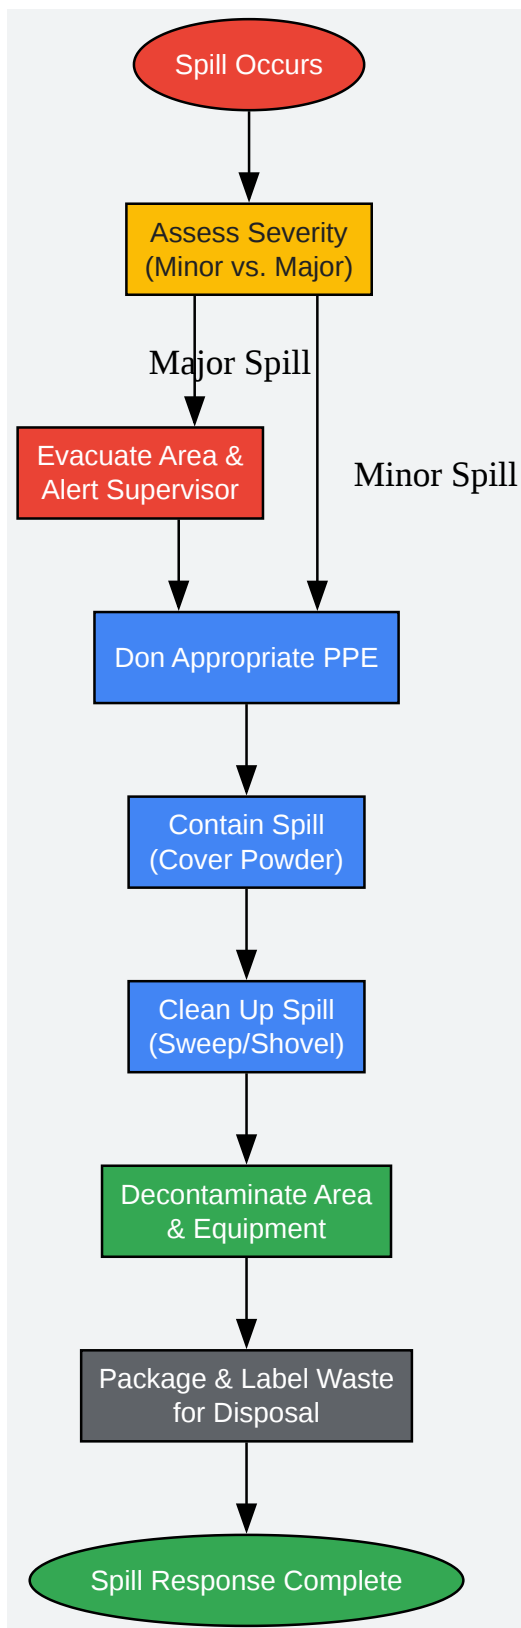 Spill Occurs
Assess Severity
(Minor vs. Major)
Major Spill
Evacuate Area &
Alert Supervisor
Minor Spill
Don Appropriate PPE
Contain Spill
(Cover Powder)
Clean Up Spill
(Sweep/Shovel)
Decontaminate Area
& Equipment
Package & Label Waste
for Disposal
Spill Response Complete